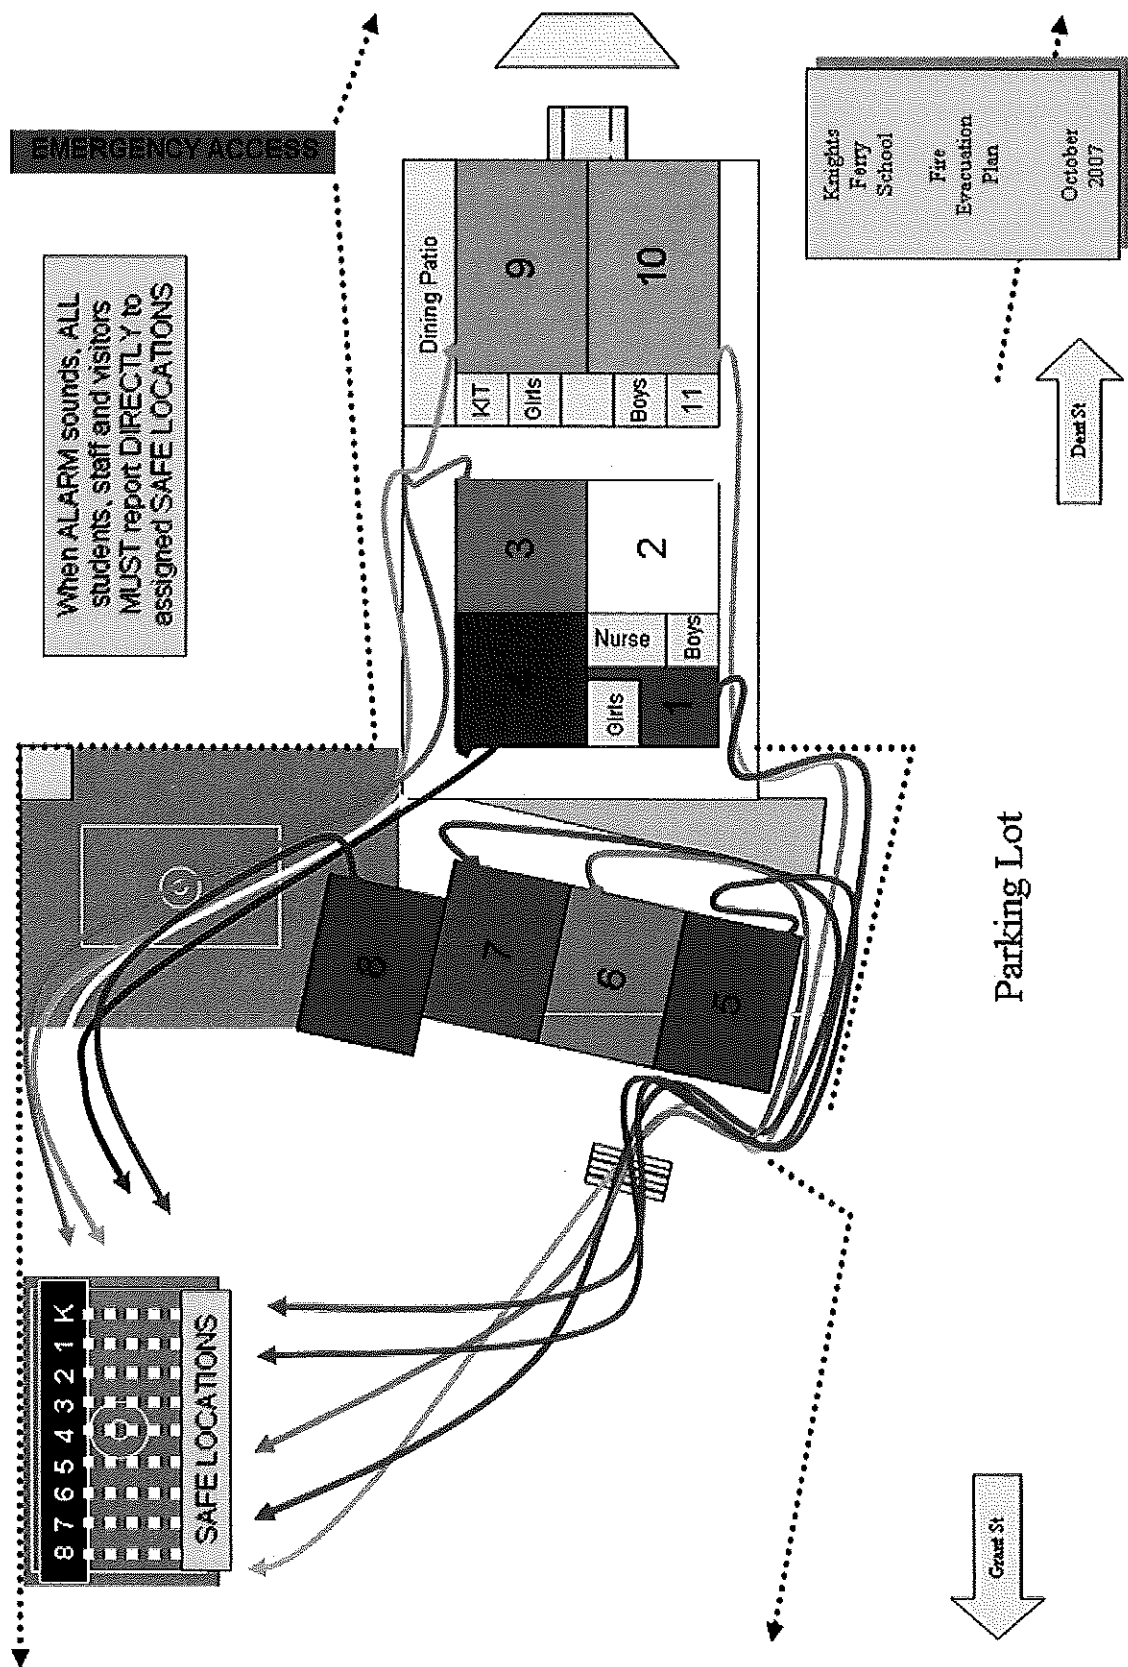 EMERGENCY ACCESS
When ALARM sounds, ALL
students, staff and visitors
MUST report DIRECTLY to
assigned SAFE LOCATIONS
Knights
Ferry
School
Fire
Evacuation
Plan
October
2007
Dining Patio
9
10
KIT
Girls
Boys
11
3
2
Nurse
Boys
Girls
1
8
7
6
5
Parking Lot
Dent St
Grant St
8 7 6 5 4 3 2 1 K
SAFE LOCATIONS